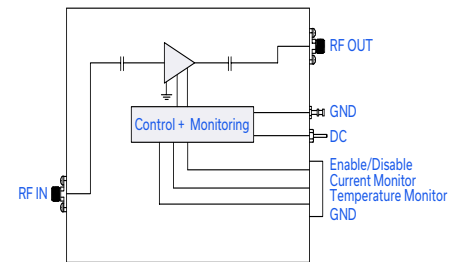 RF OUT
GND
Control + Monitoring
DC
Enable/Disable
Current Monitor
RF IN
Temperature Monitor
GND